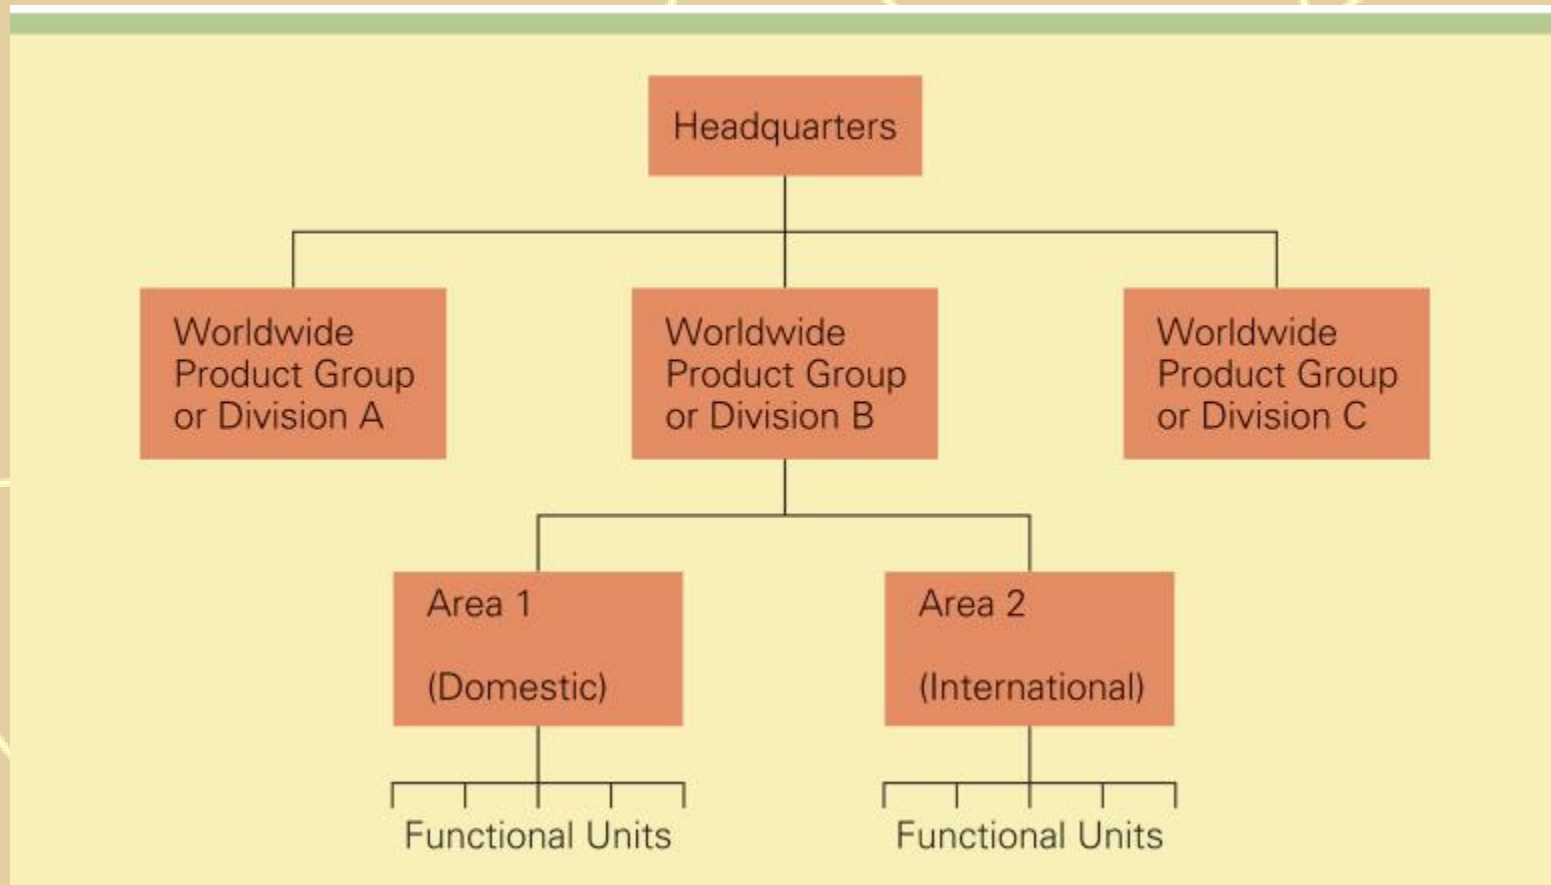 Headquarters
Worldwide
Product Group
or Division A
Worldwide
Product Group
or Division B
Worldwide
Product Group
or Division C
Area 1
(Domestic)
Area 2
(International)
Functional Units
Functional Units